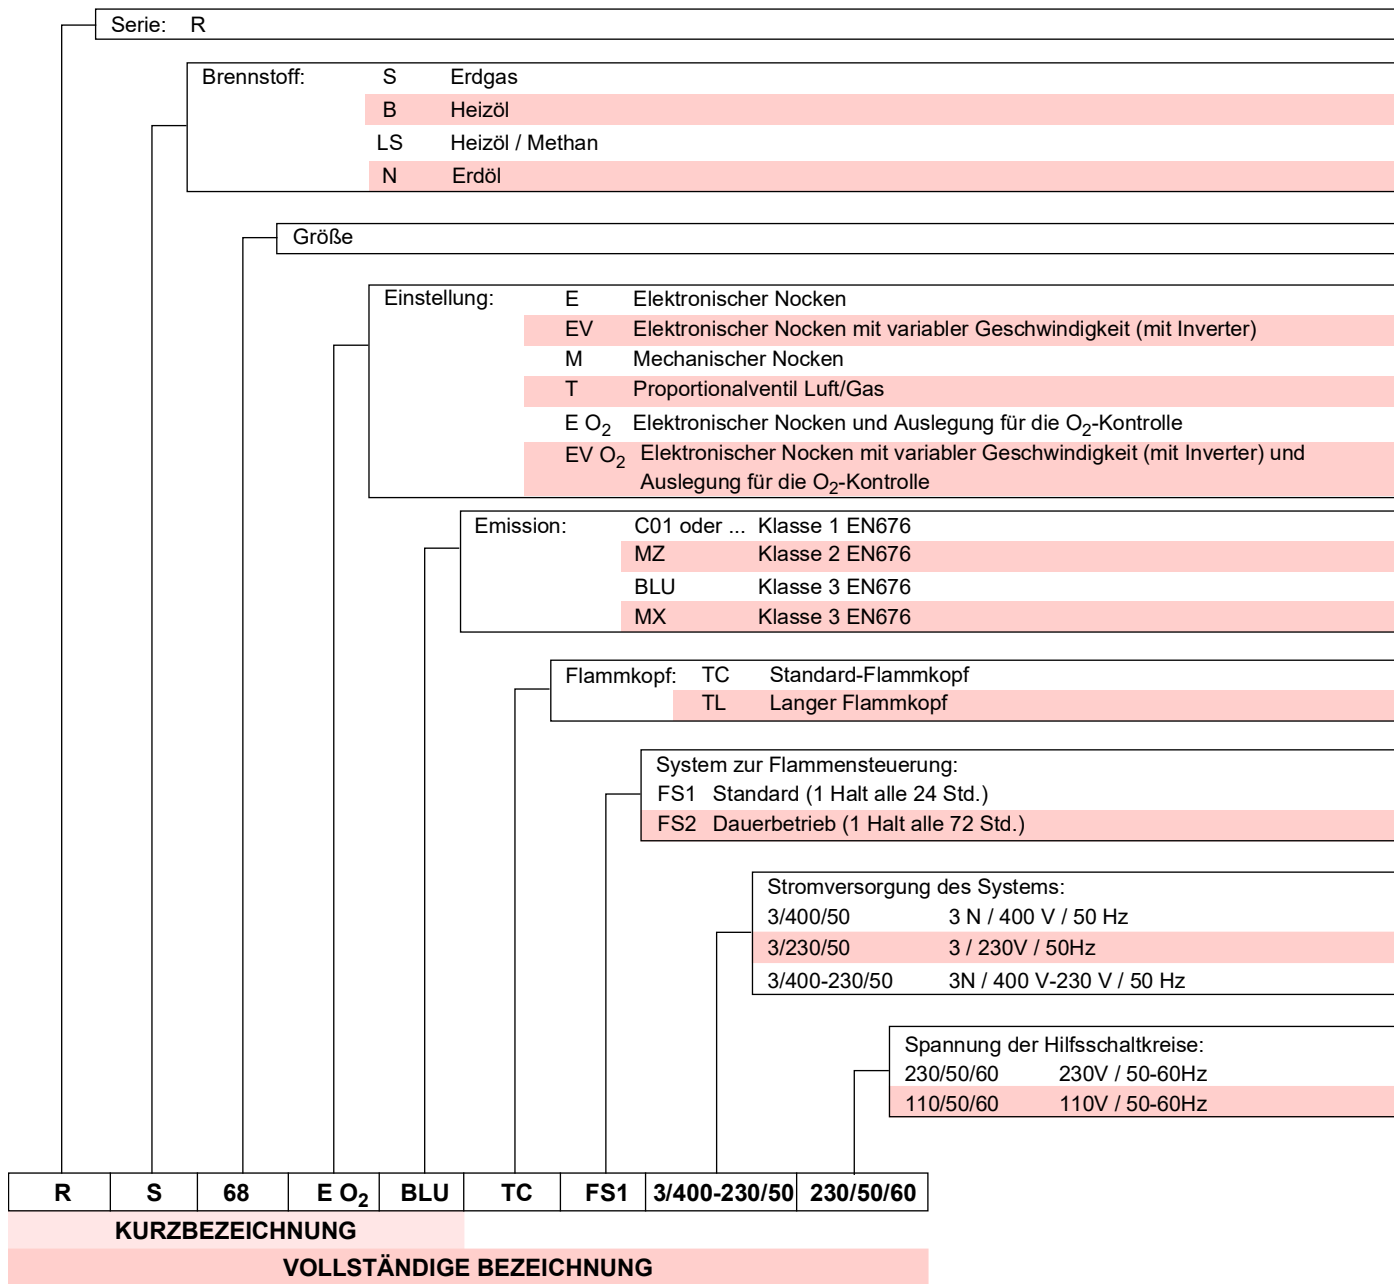 Serie: R
Brennstoff: S Erdgas
B Heizöl
LS Heizöl / Methan
N Erdöl
Größe
Einstellung: E Elektronischer Nocken
EV Elektronischer Nocken mit variabler Geschwindigkeit (mit Inverter)
M Mechanischer Nocken
T Proportionalventil Luft/Gas
E O₂ Elektronischer Nocken und Auslegung für die O₂-Kontrolle
EV O₂ Elektronischer Nocken mit variabler Geschwindigkeit (mit Inverter) und
Auslegung für die O₂-Kontrolle
Emission: C01 oder ... Klasse 1 EN676
MZ Klasse 2 EN676
BLU Klasse 3 EN676
MX Klasse 3 EN676
Flammkopf: TC Standard-Flammkopf
TL Langer Flammkopf
System zur Flammensteuerung:
FS1 Standard (1 Halt alle 24 Std.)
FS2 Dauerbetrieb (1 Halt alle 72 Std.)
Stromversorgung des Systems:
3/400/50 3 N / 400 V / 50 Hz
3/230/50 3 / 230V / 50Hz
3/400-230/50 3N / 400 V-230 V / 50 Hz
Spannung der Hilfsschaltkreise:
230/50/60 230V / 50-60Hz
110/50/60 110V / 50-60Hz
R S 68 E O₂ BLU TC FS1 3/400-230/50 230/50/60
KURZBEZEICHNUNG
VOLLSTÄNDIGE BEZEICHNUNG